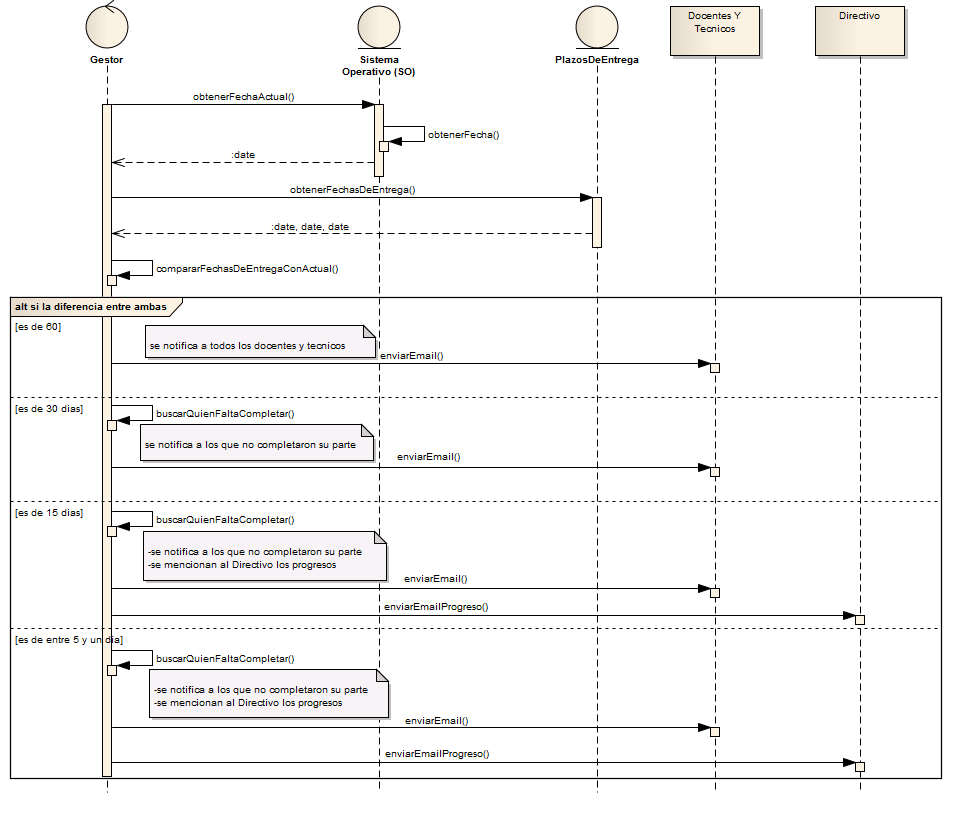 Gestor
Sistema
Operativo (SO)
PlazosDeEntrega
Docentes Y
Tecnicos
Directivo
obtenerFechaActual()
obtenerFecha()
:date
obtenerFechasDeEntrega()
:date, date, date
compararFechasDeEntregaConActual()
alt si la diferencia entre ambas
[es de 60]
se notifica a todos los docentes y tecnicos
enviarEmail()
[es de 30 dias]
buscarQuienFaltaCompletar()
se notifica a los que no completaron su parte
enviarEmail()
[es de 15 dias]
buscarQuienFaltaCompletar()
-se notifica a los que no completaron su parte
-se mencionan al Directivo los progresos
enviarEmail()
enviarEmailProgreso()
[es de entre 5 y un dia]
buscarQuienFaltaCompletar()
-se notifica a los que no completaron su parte
-se mencionan al Directivo los progresos
enviarEmail()
enviarEmailProgreso()